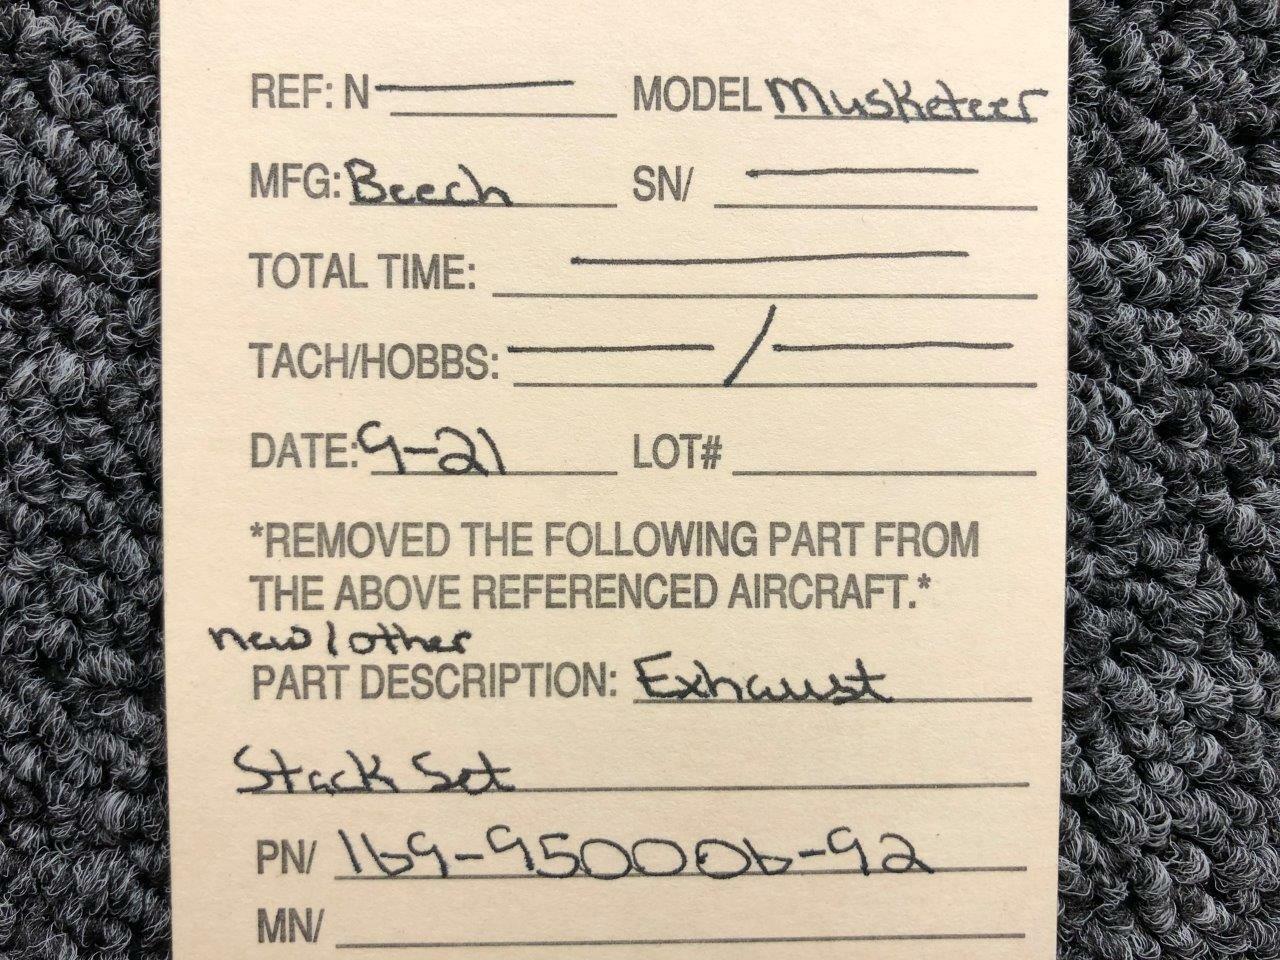 REF: N———— MODEL Musketeer
MFG: Beech SN/ ————
TOTAL TIME: ————
TACH/HOBBS: ———— / ————
DATE: 9-21 LOT#
*REMOVED THE FOLLOWING PART FROM
THE ABOVE REFERENCED AIRCRAFT.*
new/other
PART DESCRIPTION: Exhaust
Stack Set
PN/ 169-950006-92
MN/